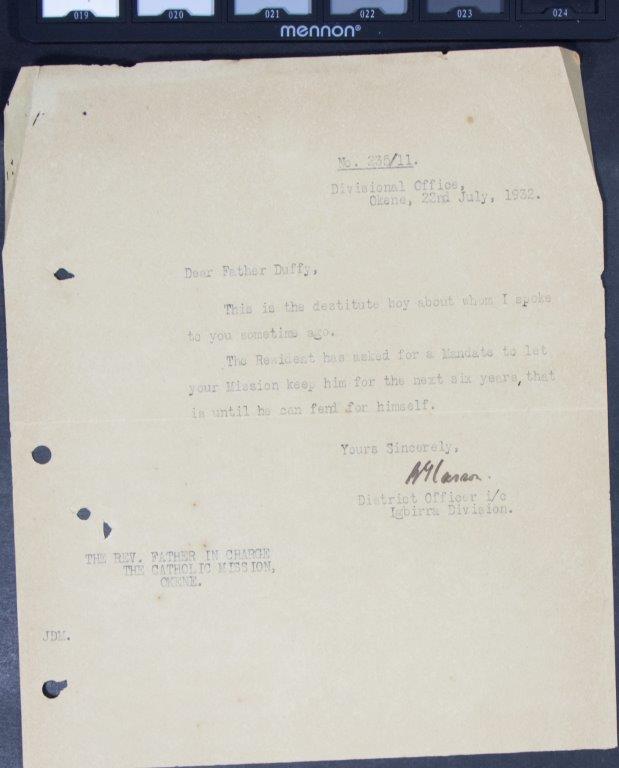 019 020 021 022 023 024
mennon®
No. 236/11.
Divisional Office,
Okene, 23rd July, 1932.
Dear Father Duffy,
This is the deztitute boy about whom I spoke
to you sometime ago.
The Resident has asked for a Mandate to let
your Mission keep him for the next six years, that
is until he can fend for himself.
Yours Sincerely,
District Officer i/c
Igbirra Division.
THE REV. FATHER IN CHARGE
THE CATHOLIC MISSION,
OKENE.
JDM.